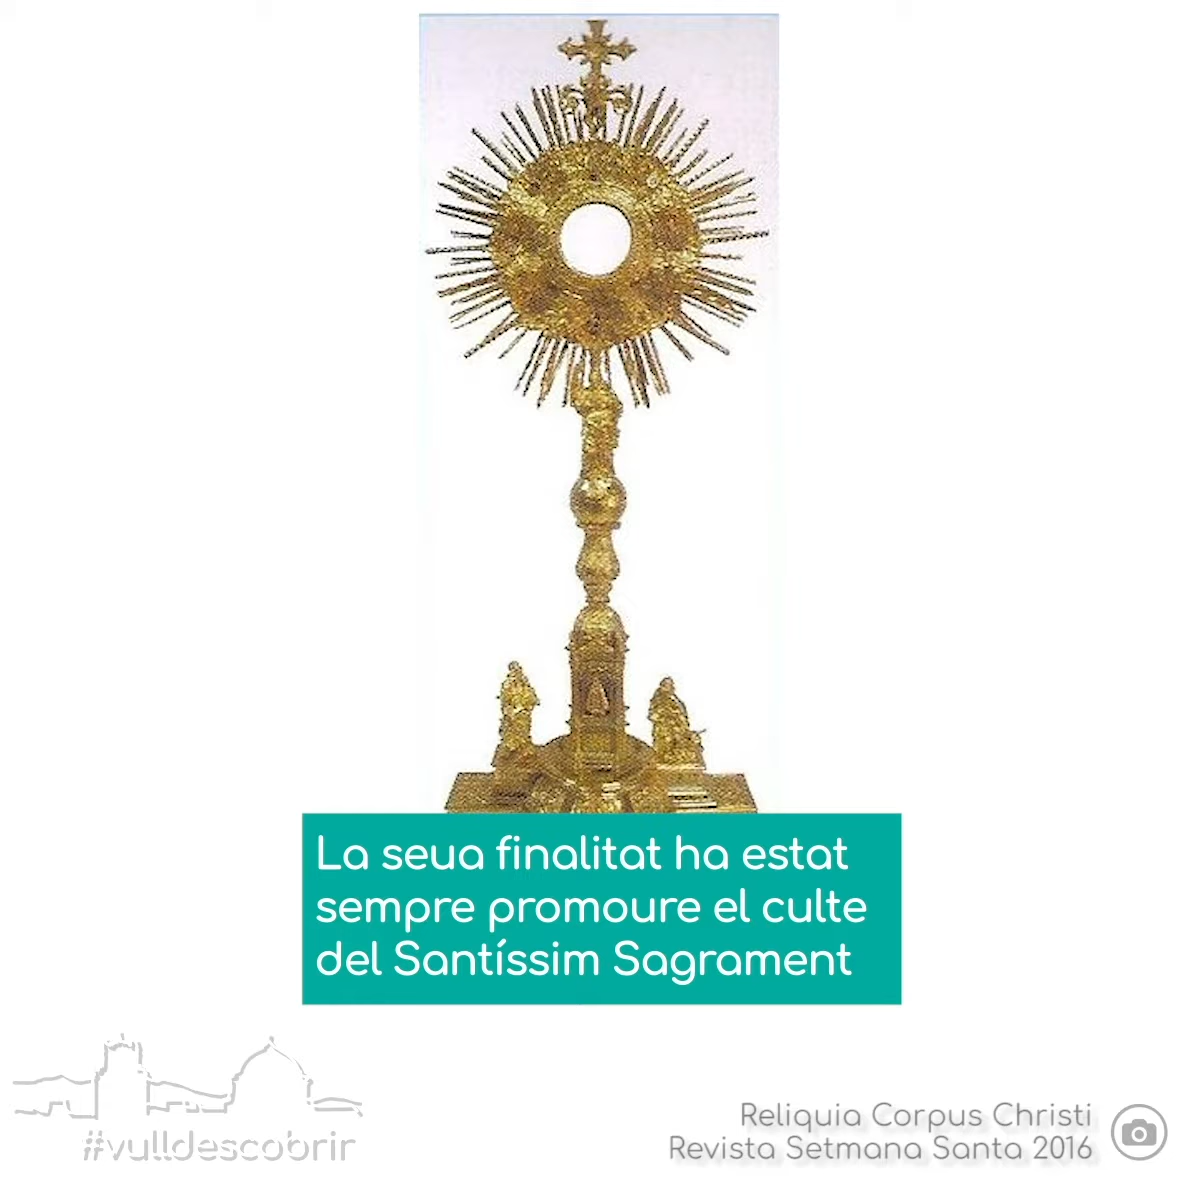 La seua finalitat ha estat
sempre promoure el culte
del Santíssim Sagrament
#vulldescobrir
Reliquia Corpus Christi
Revista Setmana Santa 2016